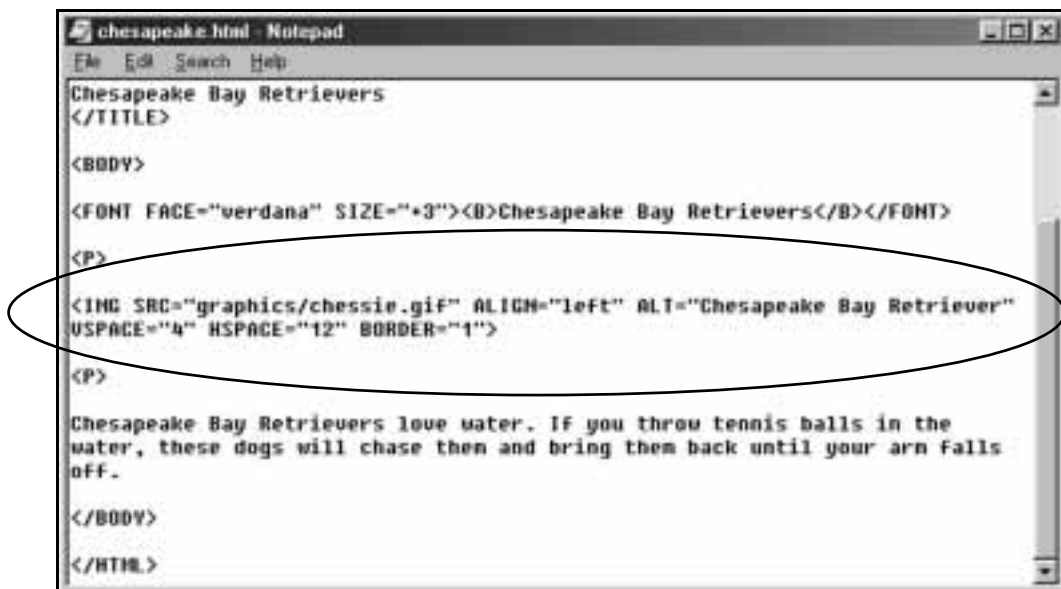 chesapeake.html - Notepad
File Edit Search Help
Chesapeake Bay Retrievers
</TITLE>
<BODY>
<FONT FACE="verdana" SIZE="+3"><B>Chesapeake Bay Retrievers</B></FONT>
<P>
<IMG SRC="graphics/chessie.gif" ALIGN="left" ALT="Chesapeake Bay Retriever"
VSPACE="4" HSPACE="12" BORDER="1">
<P>
Chesapeake Bay Retrievers love water. If you throw tennis balls in the
water, these dogs will chase them and bring them back until your arm falls
off.
</BODY>
</HTML>